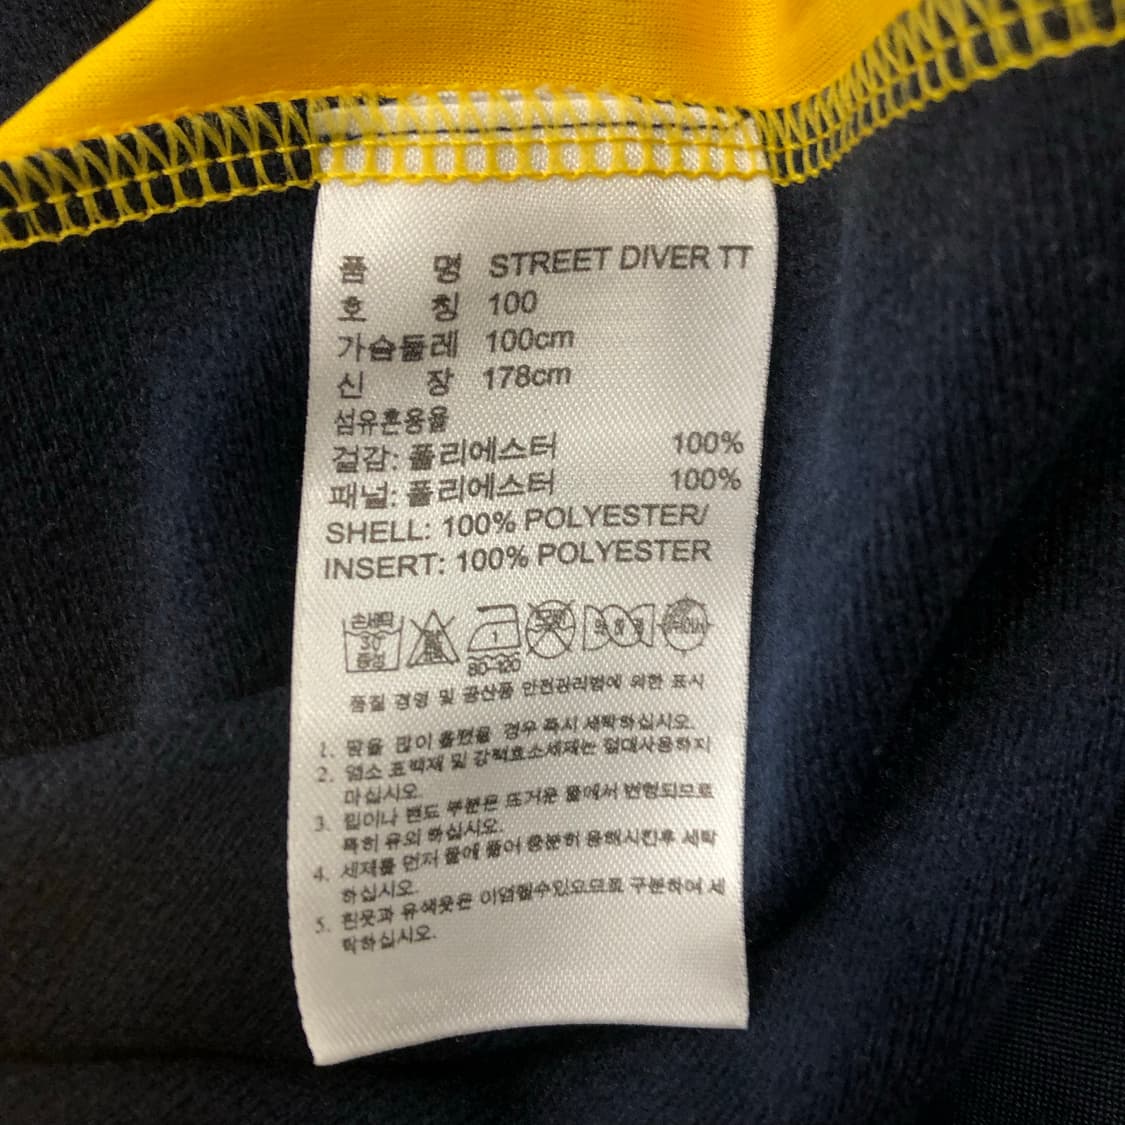 품 명 STREET DIVER TT
호 칭 100
가슴둘레 100cm
신 장 178cm
섬유혼용율
겉감: 폴리에스터 100%
패널: 폴리에스터 100%
SHELL: 100% POLYESTER/
INSERT: 100% POLYESTER
손세탁
30
중성
1
80~120
품질 경영 및 공산품 안전관리법에 의한 표시
1. 땀을 많이 흘렸을 경우 즉시 세탁하십시오.
2. 염소 표백제 및 강력효소세제는 절대사용하지
마십시오.
3. 립이나 밴드 부분은 뜨거운 물에서 변형되므로
특히 유의 하십시오.
4. 세제를 먼저 물에 풀어 충분히 용해시킨후 세탁
하십시오.
5. 흰옷과 유색옷은 이염될수있으므로 구분하여 세
탁하십시오.